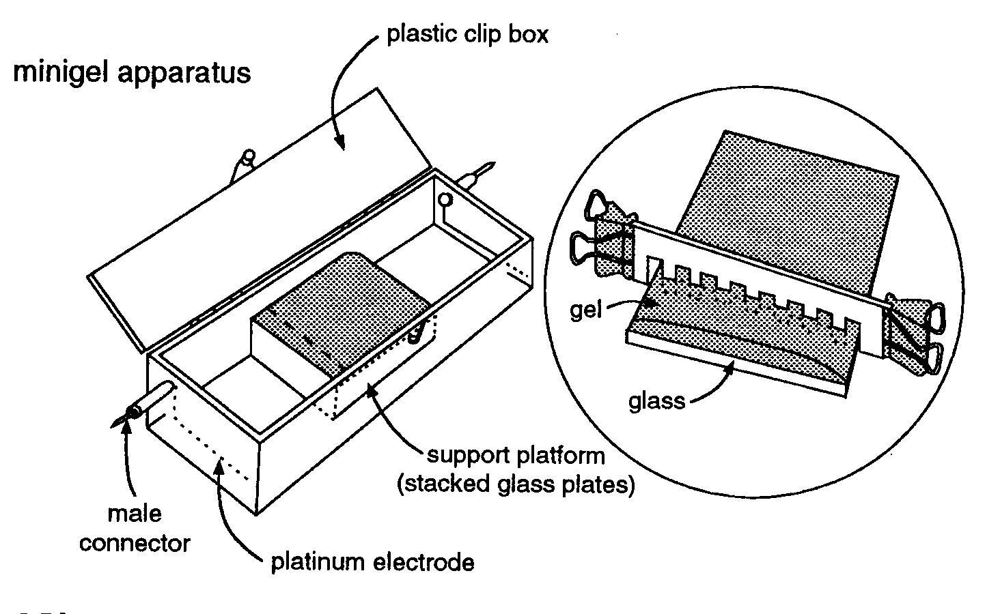 plastic clip box
minigel apparatus
gel
glass
support platform
(stacked glass plates)
male
connector
platinum electrode